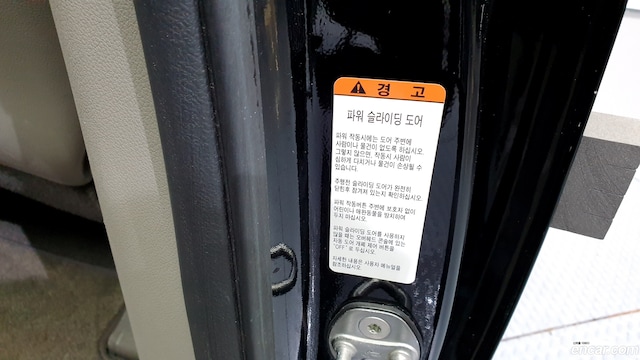 경 고
파워 슬라이딩 도어
파워 작동시에는 도어 주변에
사람이나 물건이 없도록 하십시오.
그렇지 않으면, 작동시 사람이
심하게 다치거나 물건이 손상될 수
있습니다.
주행전 슬라이딩 도어가 완전히
닫힌후 잠겨져 있는지 확인하십시오.
파워 작동버튼 주변에 보호자 없이
어린이나 애완동물을 방치하여
두지 마십시오.
파워 슬라이딩 도어를 사용하지
않을 때는 오버헤드 콘솔에 있는
자동 도어 개폐 제어 버튼을
"OFF"로 두십시오.
자세한 내용은 사용자 매뉴얼을
참조하십시오.
encar.com